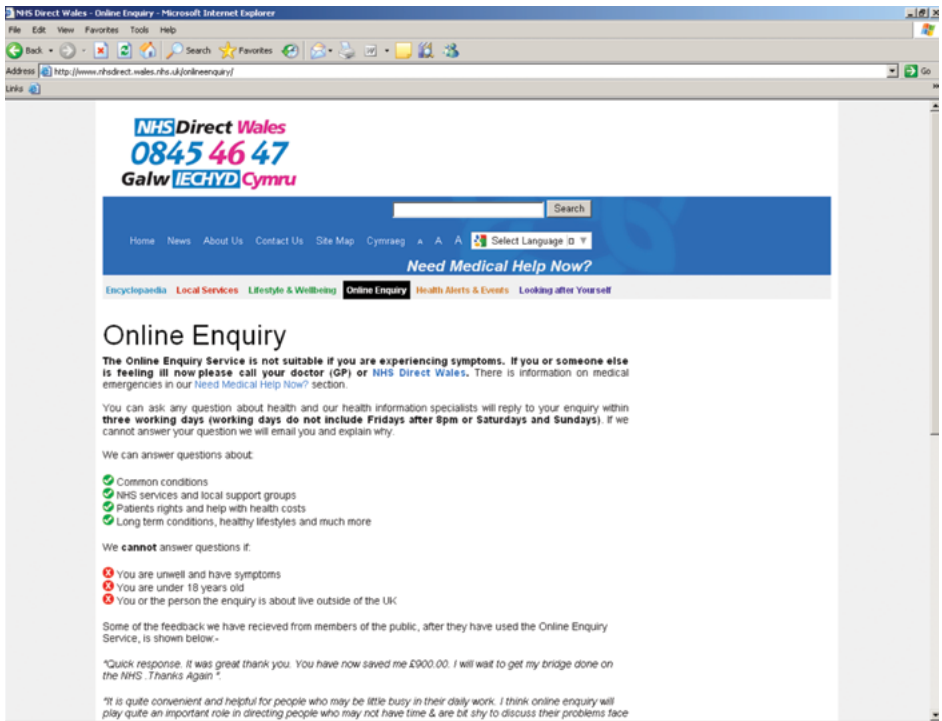 NHS Direct Wales - Online Enquiry - Microsoft Internet Explorer
File Edit View Favorites Tools Help
Back Search Favorites
Address http://www.nhsdirect.wales.nhs.uk/onlineenquiry/ Go
Links
NHS Direct Wales
0845 46 47
Galw IECHYD Cymru
Search
Home News About Us Contact Us Site Map Cymraeg A A A Select Language
Need Medical Help Now?
Encyclopaedia Local Services Lifestyle & Wellbeing Online Enquiry Health Alerts & Events Looking after Yourself
Online Enquiry
The Online Enquiry Service is not suitable if you are experiencing symptoms. If you or someone else
is feeling ill now please call your doctor (GP) or NHS Direct Wales. There is information on medical
emergencies in our Need Medical Help Now? section.
You can ask any question about health and our health information specialists will reply to your enquiry within
three working days (working days do not include Fridays after 8pm or Saturdays and Sundays). If we
cannot answer your question we will email you and explain why.
We can answer questions about:
Common conditions
NHS services and local support groups
Patients rights and help with health costs
Long term conditions, healthy lifestyles and much more
We cannot answer questions if:
You are unwell and have symptoms
You are under 18 years old
You or the person the enquiry is about live outside of the UK
Some of the feedback we have recieved from members of the public, after they have used the Online Enquiry
Service, is shown below:-
"Quick response. It was great thank you. You have now saved me £900.00. I will wait to get my bridge done on
the NHS .Thanks Again ".
"It is quite convenient and helpful for people who may be little busy in their daily work. I think online enquiry will
play quite an important role in directing people who may not have time & are bit shy to discuss their problems face